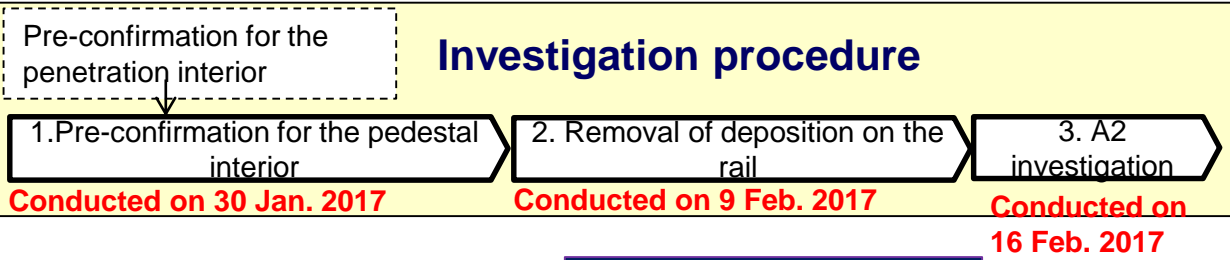 Pre-confirmation for the
penetration interior
Investigation procedure
1.Pre-confirmation for the pedestal
interior
Conducted on 30 Jan. 2017
2. Removal of deposition on the
rail
Conducted on 9 Feb. 2017
3. A2
investigation
Conducted on
16 Feb. 2017